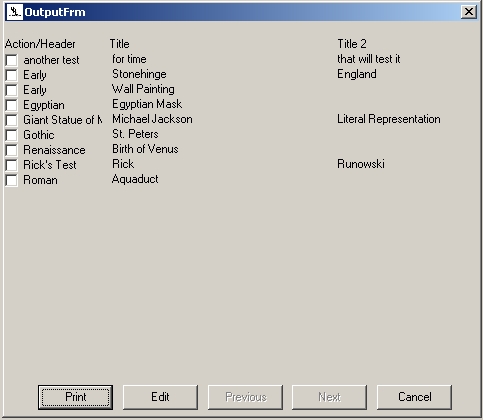 OutputFrm
Action/Header Title Title 2
another test for time that will test it
Early Stonehinge England
Early Wall Painting
Egyptian Egyptian Mask
Giant Statue of M Michael Jackson Literal Representation
Gothic St. Peters
Renaissance Birth of Venus
Rick's Test Rick Runowski
Roman Aquaduct
Print Edit Previous Next Cancel